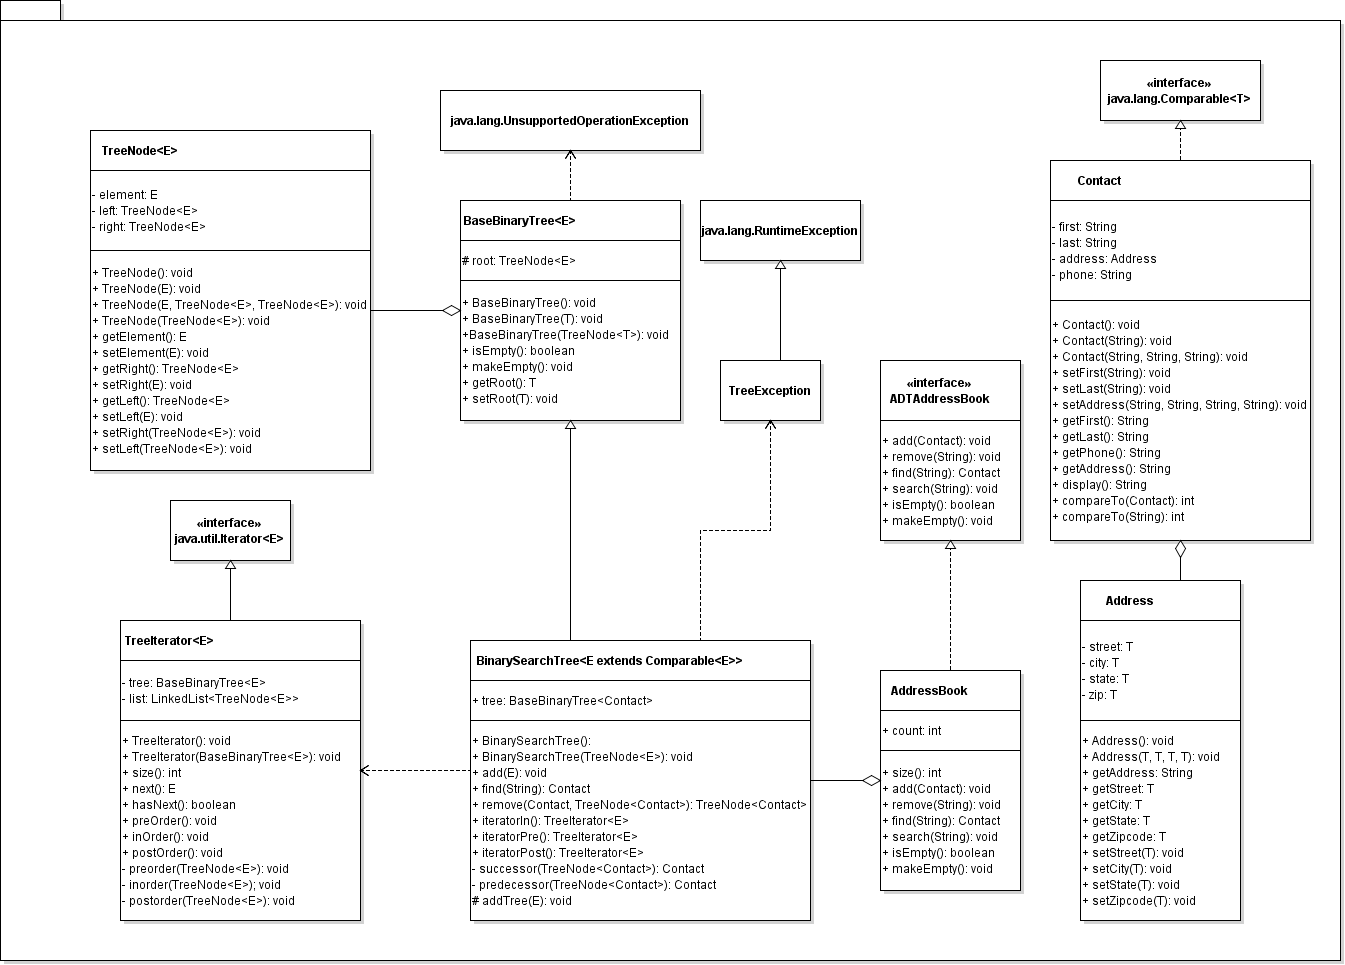 «interface»
java.lang.Comparable<T>
java.lang.UnsupportedOperationException
TreeNode<E>
- element: E
- left: TreeNode<E>
- right: TreeNode<E>
+ TreeNode(): void
+ TreeNode(E): void
+ TreeNode(E, TreeNode<E>, TreeNode<E>): void
+ TreeNode(TreeNode<E>): void
+ getElement(): E
+ setElement(E): void
+ getRight(): TreeNode<E>
+ setRight(E): void
+ getLeft(): TreeNode<E>
+ setLeft(E): void
+ setRight(TreeNode<E>): void
+ setLeft(TreeNode<E>): void
BaseBinaryTree<E>
# root: TreeNode<E>
+ BaseBinaryTree(): void
+ BaseBinaryTree(T): void
+BaseBinaryTree(TreeNode<T>): void
+ isEmpty(): boolean
+ makeEmpty(): void
+ getRoot(): T
+ setRoot(T): void
java.lang.RuntimeException
TreeException
«interface»
ADTAddressBook
+ add(Contact): void
+ remove(String): void
+ find(String): Contact
+ search(String): void
+ isEmpty(): boolean
+ makeEmpty(): void
Contact
- first: String
- last: String
- address: Address
- phone: String
+ Contact(): void
+ Contact(String): void
+ Contact(String, String, String): void
+ setFirst(String): void
+ setLast(String): void
+ setAddress(String, String, String, String): void
+ getFirst(): String
+ getLast(): String
+ getPhone(): String
+ getAddress(): String
+ display(): String
+ compareTo(Contact): int
+ compareTo(String): int
«interface»
java.util.Iterator<E>
TreeIterator<E>
- tree: BaseBinaryTree<E>
- list: LinkedList<TreeNode<E>>
+ TreeIterator(): void
+ TreeIterator(BaseBinaryTree<E>): void
+ size(): int
+ next(): E
+ hasNext(): boolean
+ preOrder(): void
+ inOrder(): void
+ postOrder(): void
- preorder(TreeNode<E>): void
- inorder(TreeNode<E>); void
- postorder(TreeNode<E>): void
BinarySearchTree<E extends Comparable<E>>
+ tree: BaseBinaryTree<Contact>
+ BinarySearchTree():
+ BinarySearchTree(TreeNode<E>): void
+ add(E): void
+ find(String): Contact
+ remove(Contact, TreeNode<Contact>): TreeNode<Contact>
+ iteratorIn(): TreeIterator<E>
+ iteratorPre(): TreeIterator<E>
+ iteratorPost(): TreeIterator<E>
- successor(TreeNode<Contact>): Contact
- predecessor(TreeNode<Contact>): Contact
# addTree(E): void
AddressBook
+ count: int
+ size(): int
+ add(Contact): void
+ remove(String): void
+ find(String): Contact
+ search(String): void
+ isEmpty(): boolean
+ makeEmpty(): void
Address
- street: T
- city: T
- state: T
- zip: T
+ Address(): void
+ Address(T, T, T, T): void
+ getAddress: String
+ getStreet: T
+ getCity: T
+ getState: T
+ getZipcode: T
+ setStreet(T): void
+ setCity(T): void
+ setState(T): void
+ setZipcode(T): void